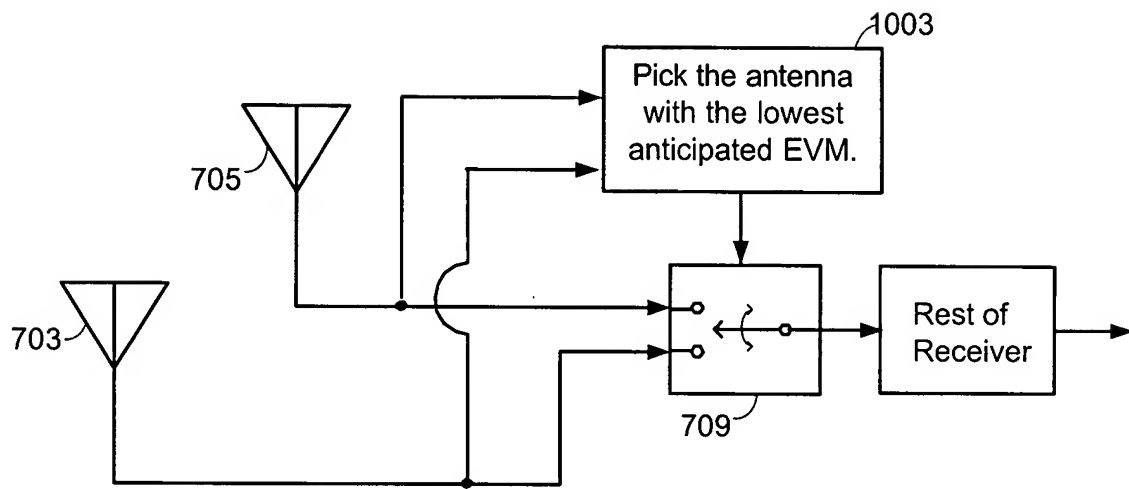 1003
Pick the antenna
with the lowest
anticipated EVM.
705
703
Rest of
Receiver
709